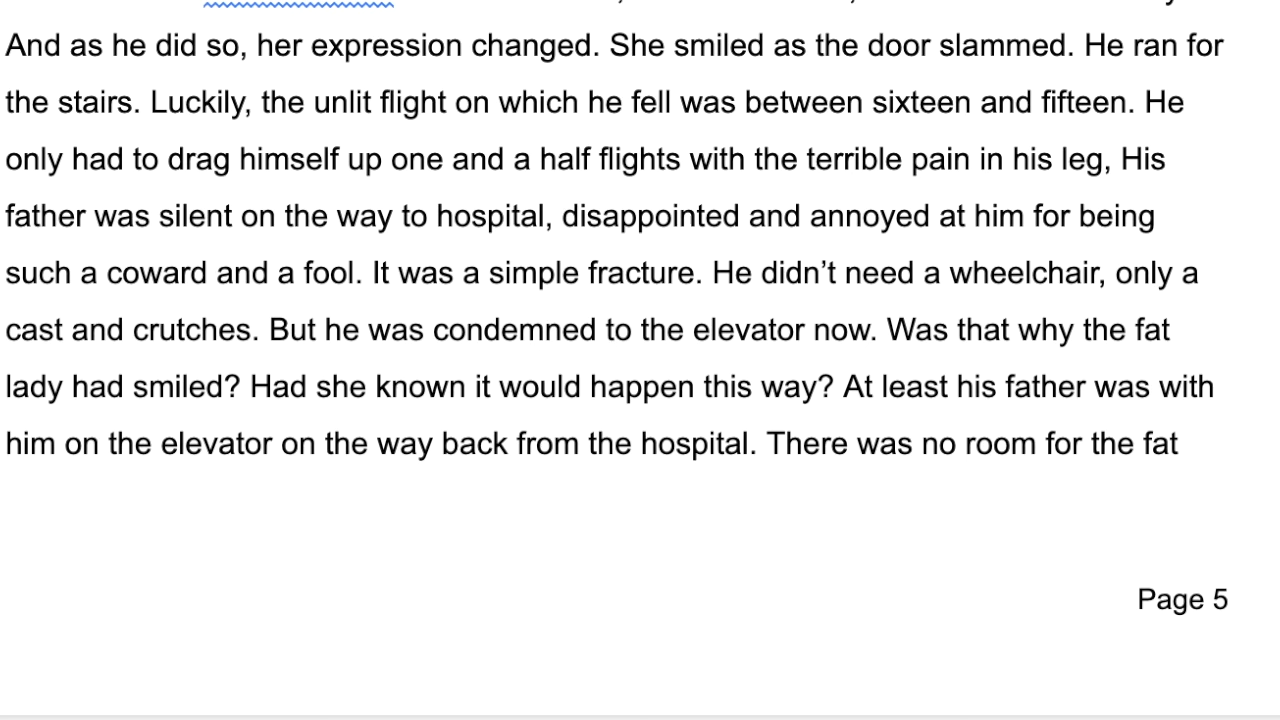 And as he did so, her expression changed. She smiled as the door slammed. He ran for
the stairs. Luckily, the unlit flight on which he fell was between sixteen and fifteen. He
only had to drag himself up one and a half flights with the terrible pain in his leg, His
father was silent on the way to hospital, disappointed and annoyed at him for being
such a coward and a fool. It was a simple fracture. He didn’t need a wheelchair, only a
cast and crutches. But he was condemned to the elevator now. Was that why the fat
lady had smiled? Had she known it would happen this way? At least his father was with
him on the elevator on the way back from the hospital. There was no room for the fat
Page 5